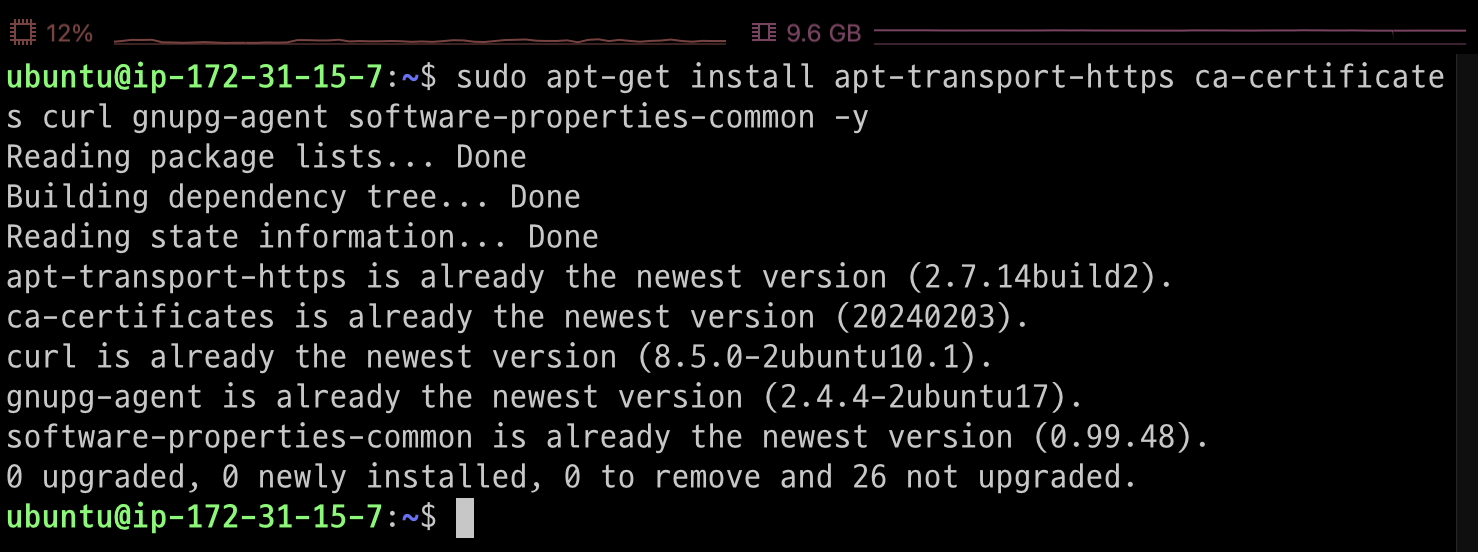 12% 9.6 GB
ubuntu@ip-172-31-15-7:~$ sudo apt-get install apt-transport-https ca-certificate
s curl gnupg-agent software-properties-common -y
Reading package lists... Done
Building dependency tree... Done
Reading state information... Done
apt-transport-https is already the newest version (2.7.14build2).
ca-certificates is already the newest version (20240203).
curl is already the newest version (8.5.0-2ubuntu10.1).
gnupg-agent is already the newest version (2.4.4-2ubuntu17).
software-properties-common is already the newest version (0.99.48).
0 upgraded, 0 newly installed, 0 to remove and 26 not upgraded.
ubuntu@ip-172-31-15-7:~$